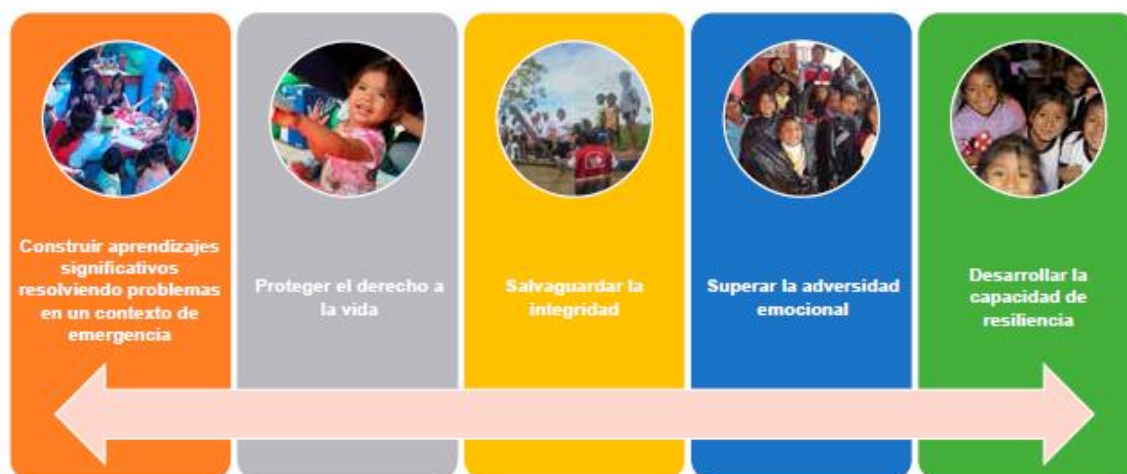 Construir aprendizajes
significativos
resolviendo problemas
en un contexto de
emergencia
Proteger el derecho a
la vida
Salvaguardar la
integridad
Superar la adversidad
emocional
Desarrollar la
capacidad de
resiliencia